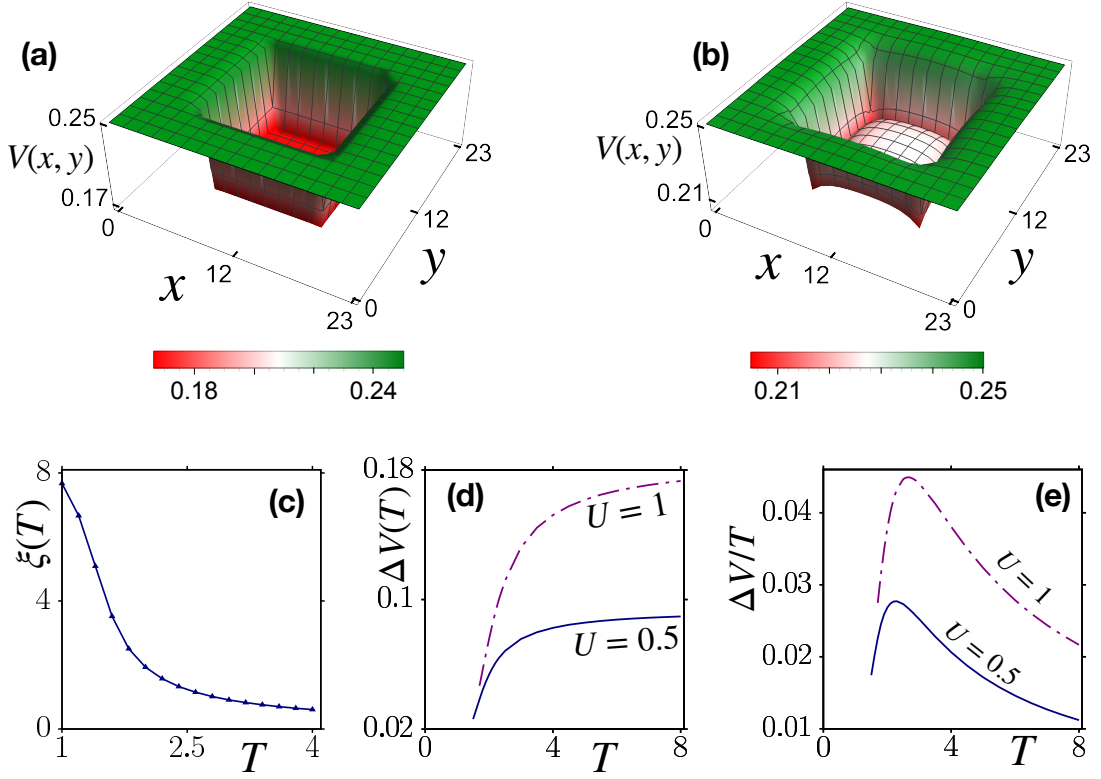 (a)
0.25
V(x, y)
0.17
0
12
23
x
23
12
0
y
0.18
0.24
(b)
0.25
V(x, y)
0.21
0
12
23
x
23
12
0
y
0.21
0.25
(c)
8
4
0
ξ(T)
1
2.5
4
T
(d)
0.18
0.1
0.02
ΔV(T)
U = 1
U = 0.5
0
4
8
T
(e)
0.04
0.03
0.02
0.01
ΔV/T
U = 1
U = 0.5
0
4
8
T